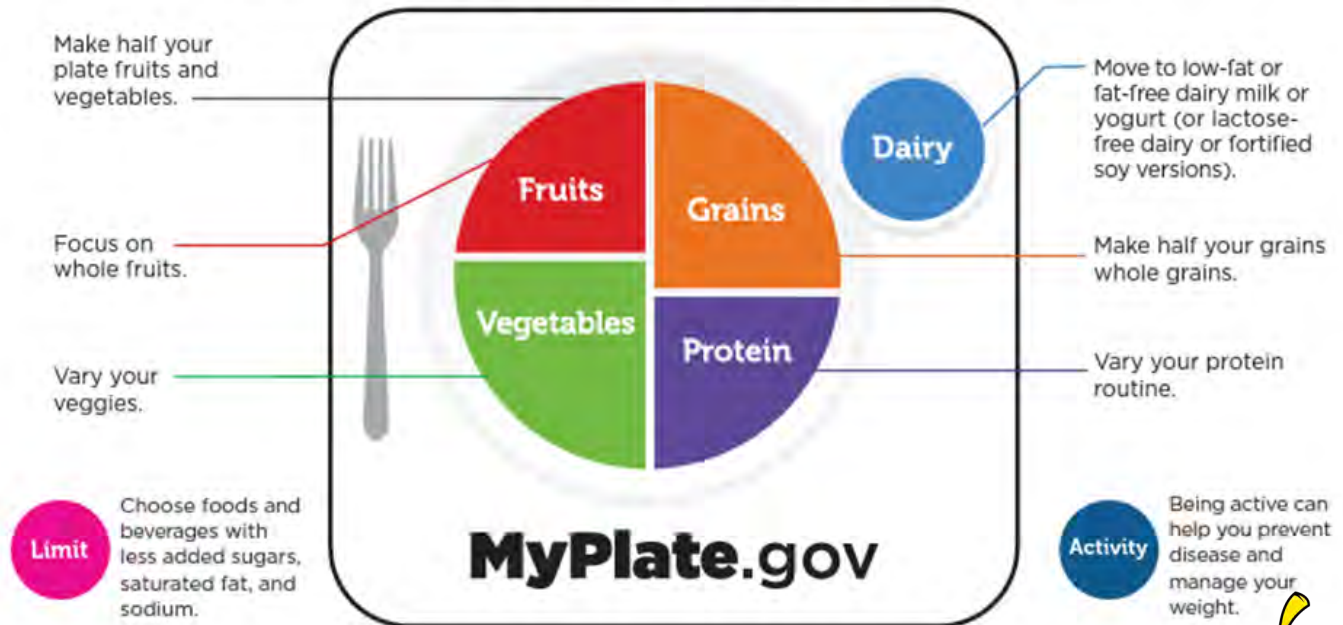 Make half your
plate fruits and
vegetables.
Focus on
whole fruits.
Vary your
veggies.
Limit
Choose foods and
beverages with
less added sugars,
saturated fat, and
sodium.
Fruits
Grains
Vegetables
Protein
Dairy
MyPlate.gov
Move to low-fat or
fat-free dairy milk or
yogurt (or lactose-
free dairy or fortified
soy versions).
Make half your grains
whole grains.
Vary your protein
routine.
Activity
Being active can
help you prevent
disease and
manage your
weight.